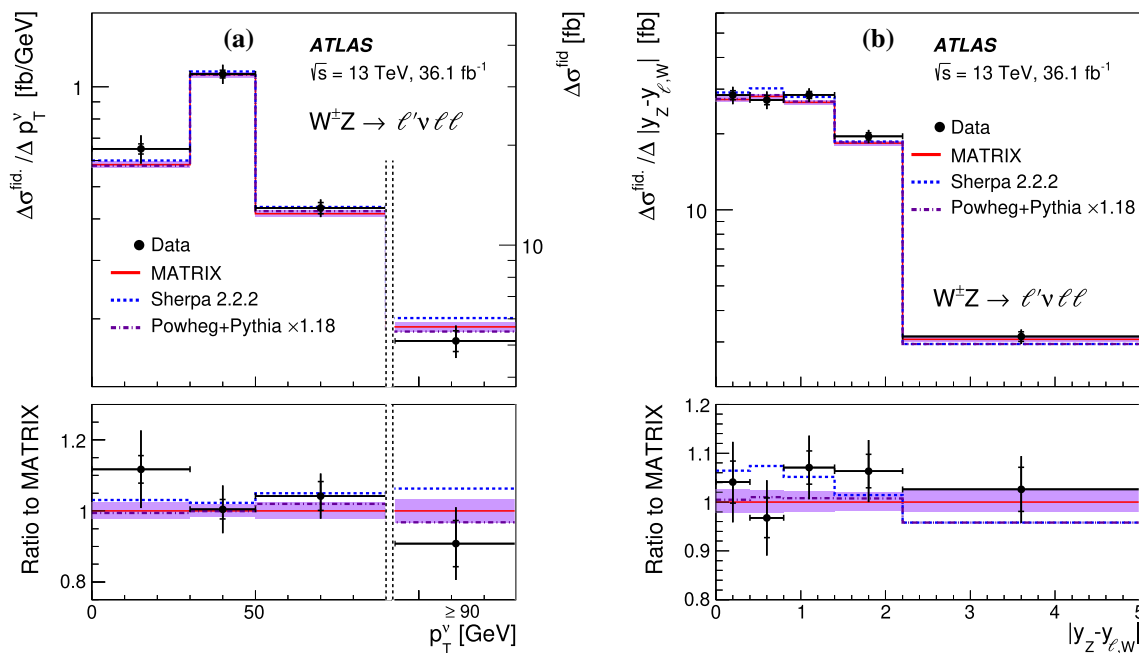 (a)
ATLAS
√s = 13 TeV, 36.1 fb⁻¹
W±Z → ℓ′ν ℓℓ
Δσ^fid. / Δ p_T^ν [fb/GeV]
Δσ^fid [fb]
1
10
Data
MATRIX
Sherpa 2.2.2
Powheg+Pythia ×1.18
Ratio to MATRIX
1.2
1
0.8
0
50
≥ 90
p_T^ν [GeV]
(b)
ATLAS
√s = 13 TeV, 36.1 fb⁻¹
Δσ^fid. / Δ |y_Z-y_ℓ,W| [fb]
20
10
Data
MATRIX
Sherpa 2.2.2
Powheg+Pythia ×1.18
W±Z → ℓ′ν ℓℓ
Ratio to MATRIX
1.2
1.1
1.0
0.9
0.8
0 1 2 3 4 5
|y_Z-y_ℓ,W|